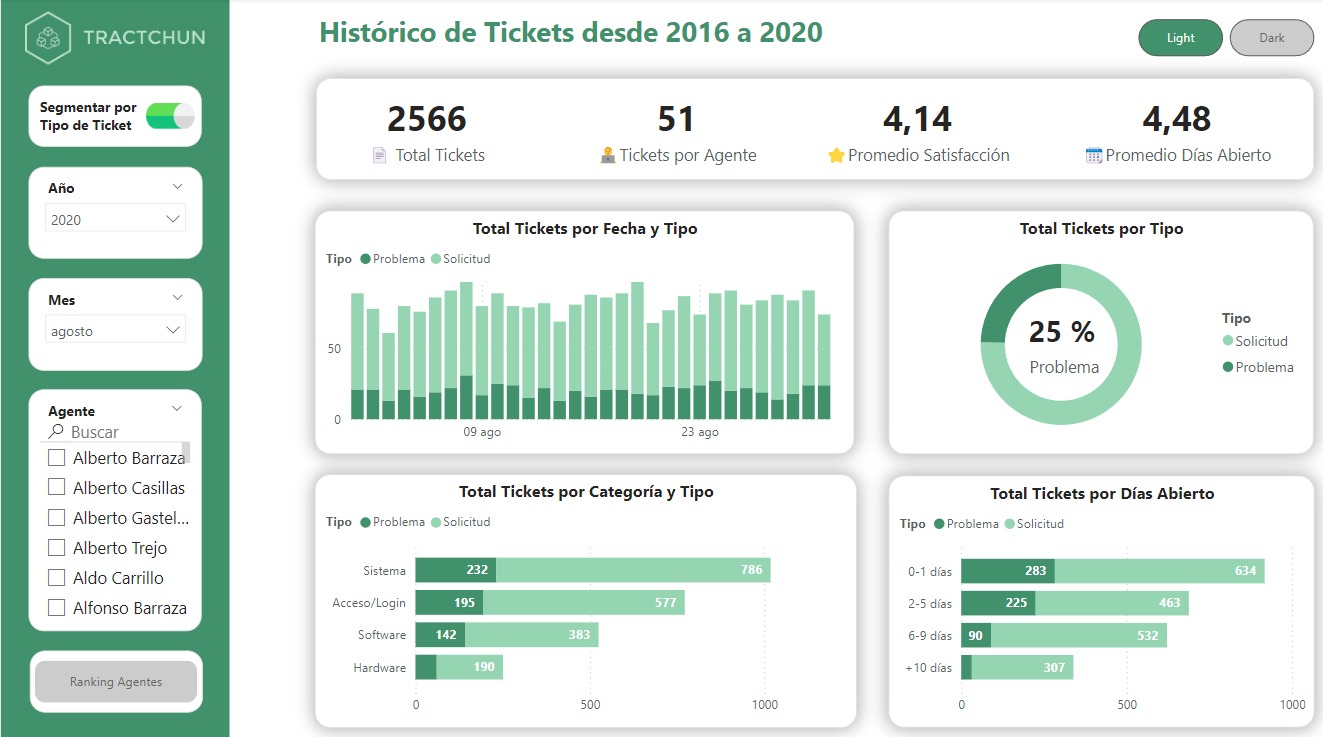 TRACTCHUN
Segmentar por
Tipo de Ticket
Año
2020
Mes
agosto
Agente
Buscar
Alberto Barraza
Alberto Casillas
Alberto Gastel...
Alberto Trejo
Aldo Carrillo
Alfonso Barraza
Ranking Agentes
Histórico de Tickets desde 2016 a 2020
Light
Dark
2566
Total Tickets
51
Tickets por Agente
4,14
Promedio Satisfacción
4,48
Promedio Días Abierto
Total Tickets por Fecha y Tipo
Tipo Problema Solicitud
50
0
09 ago 23 ago
Total Tickets por Tipo
25 %
Problema
Tipo
Solicitud
Problema
Total Tickets por Categoría y Tipo
Tipo Problema Solicitud
Sistema 232 786
Acceso/Login 195 577
Software 142 383
Hardware 190
0 500 1000
Total Tickets por Días Abierto
Tipo Problema Solicitud
0-1 días 283 634
2-5 días 225 463
6-9 días 90 532
+10 días 307
0 500 1000